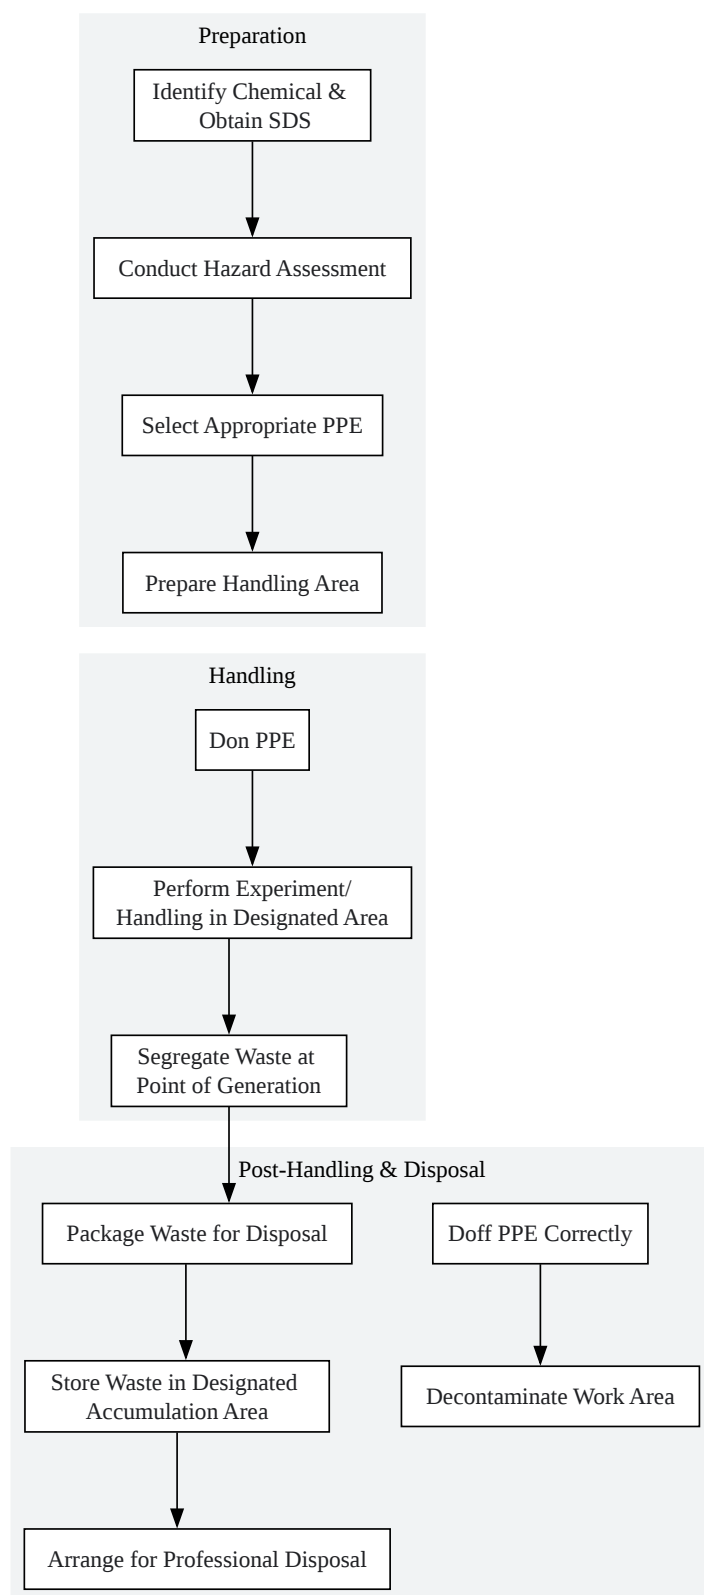 Preparation
Identify Chemical &
Obtain SDS
Conduct Hazard Assessment
Select Appropriate PPE
Prepare Handling Area
Handling
Don PPE
Perform Experiment/
Handling in Designated Area
Segregate Waste at
Point of Generation
Post-Handling & Disposal
Package Waste for Disposal
Doff PPE Correctly
Store Waste in Designated
Accumulation Area
Decontaminate Work Area
Arrange for Professional Disposal